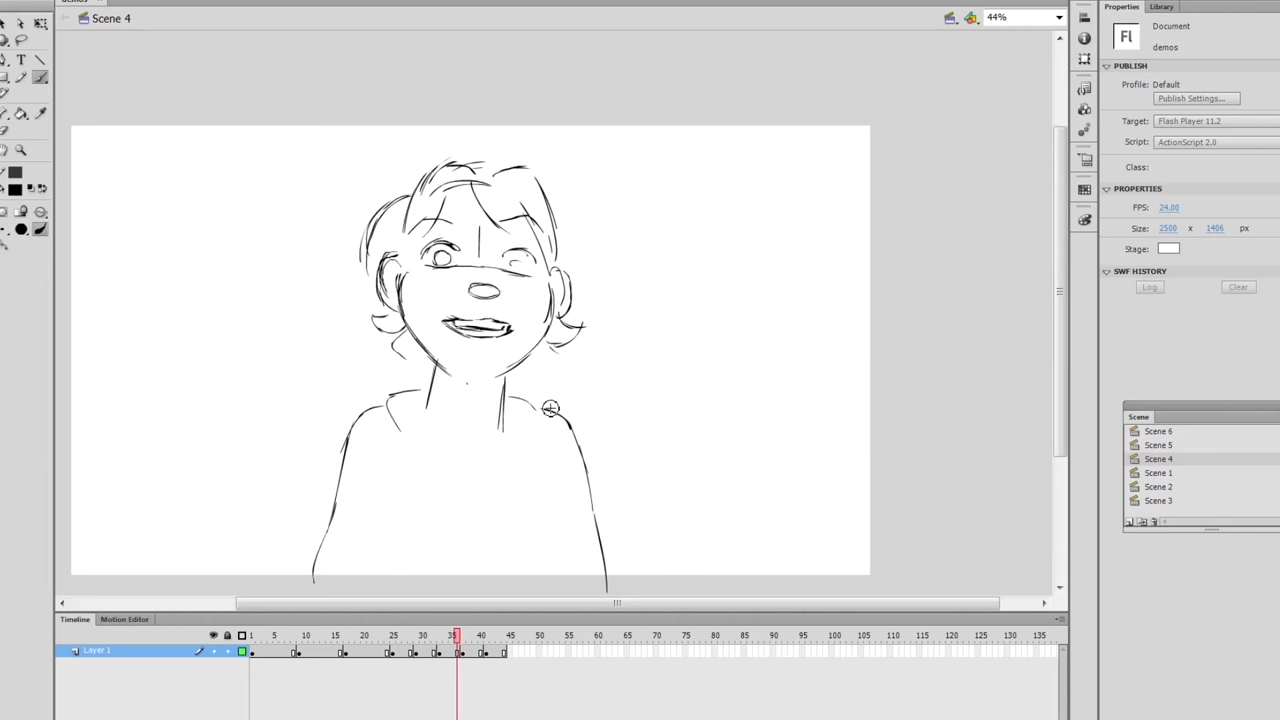 demos
Scene 4
44%
Properties
Library
Fl
Document
demos
PUBLISH
Profile: Default
Publish Settings...
Target: Flash Player 11.2
Script: ActionScript 2.0
Class:
PROPERTIES
FPS: 24.00
Size: 2500 x 1406 px
Stage:
SWF HISTORY
Log
Clear
Scene
Scene 6
Scene 5
Scene 4
Scene 1
Scene 2
Scene 3
Timeline
Motion Editor
1 5 10 15 20 25 30 35 40 45 50 55 60 65 70 75 80 85 90 95 100 105 110 115 120 125 130 135
Layer 1